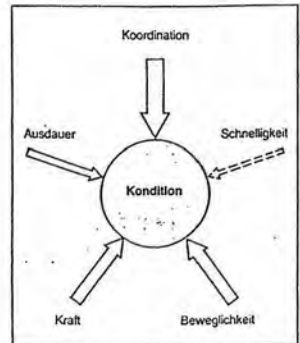 Koordination
Ausdauer
Schnelligkeit
Kondition
Kraft
Beweglichkeit